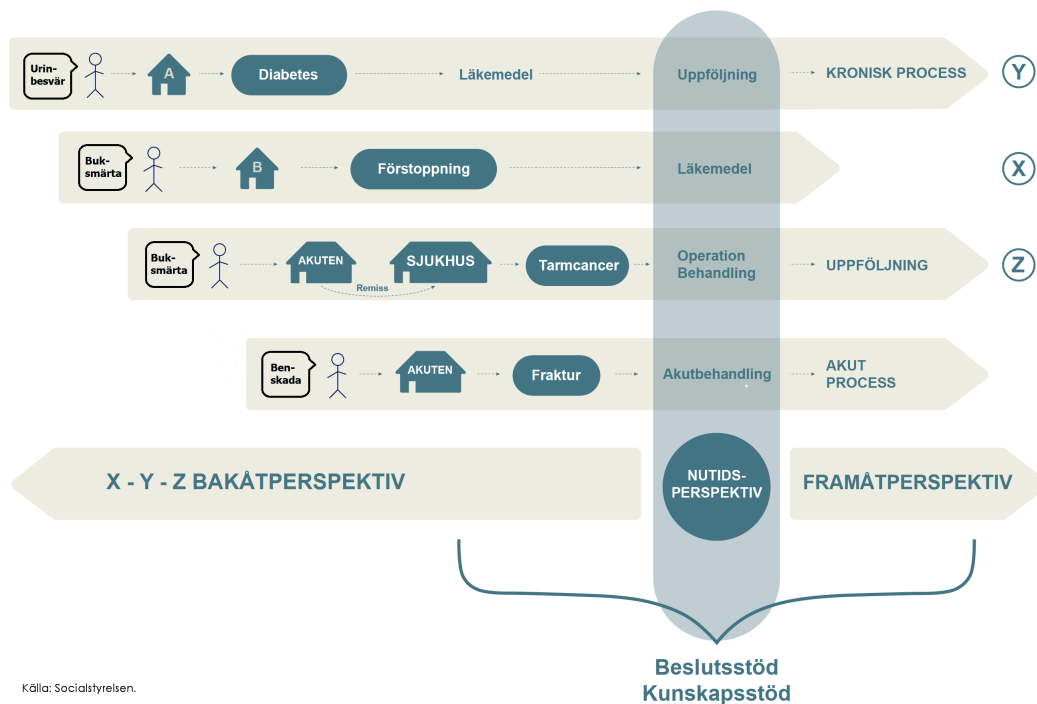 Urin-
besvär
A
Diabetes
Läkemedel
Uppföljning
KRONISK PROCESS
Y
Buk-
smärta
B
Förstoppning
Läkemedel
X
Buk-
smärta
AKUTEN
SJUKHUS
Remiss
Tarmcancer
Operation
Behandling
UPPFÖLJNING
Z
Ben-
skada
AKUTEN
Fraktur
Akutbehandling
AKUT
PROCESS
X - Y - Z BAKÅTPERSPEKTIV
NUTIDS-
PERSPEKTIV
FRAMÅTPERSPEKTIV
Beslutsstöd
Kunskapsstöd
Källa: Socialstyrelsen.